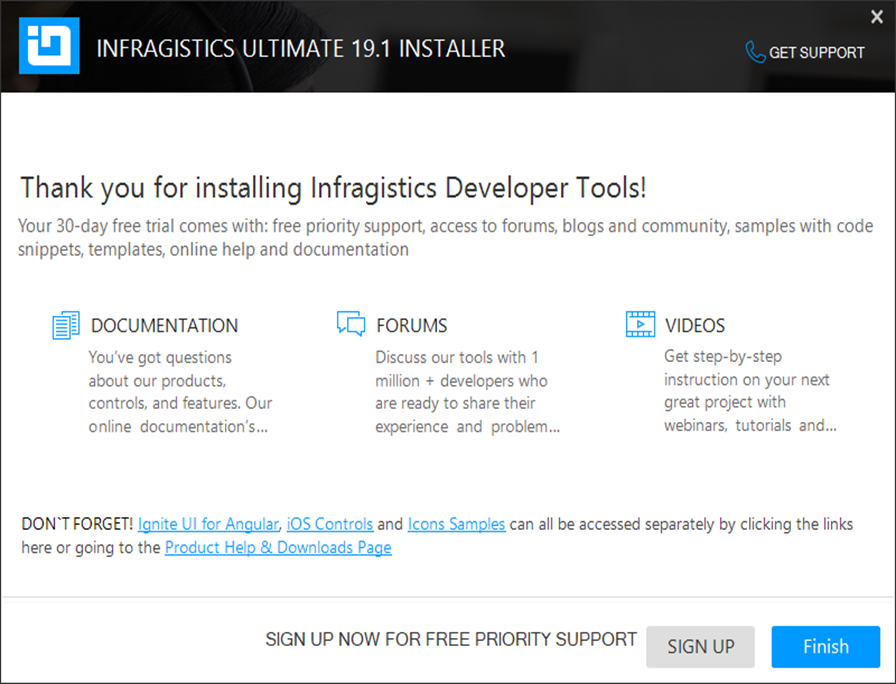 INFRAGISTICS ULTIMATE 19.1 INSTALLER
GET SUPPORT
Thank you for installing Infragistics Developer Tools!
Your 30-day free trial comes with: free priority support, access to forums, blogs and community, samples with code
snippets, templates, online help and documentation
DOCUMENTATION
You've got questions
about our products,
controls, and features. Our
online documentation's...
FORUMS
Discuss our tools with 1
million + developers who
are ready to share their
experience and problem...
VIDEOS
Get step-by-step
instruction on your next
great project with
webinars, tutorials and...
DON`T FORGET! Ignite UI for Angular, iOS Controls and Icons Samples can all be accessed separately by clicking the links
here or going to the Product Help & Downloads Page
SIGN UP NOW FOR FREE PRIORITY SUPPORT
SIGN UP
Finish